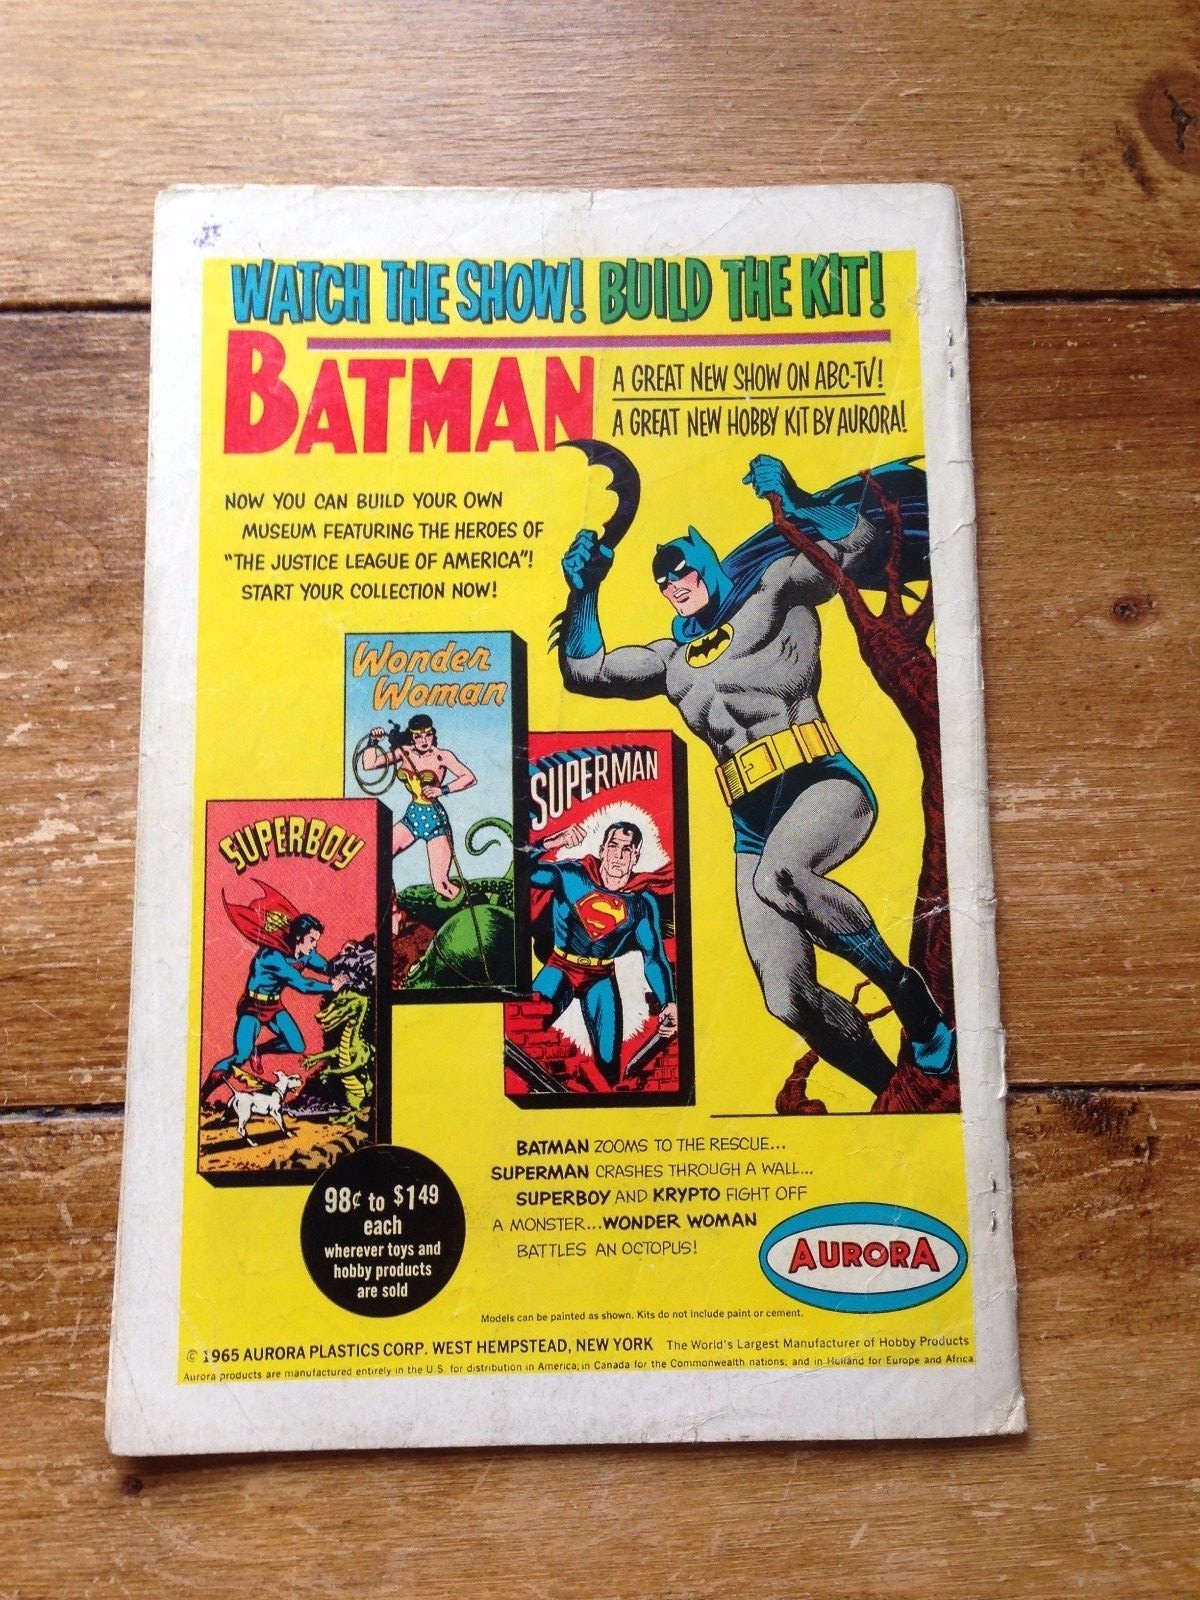 WATCH THE SHOW! BUILD THE KIT!
BATMAN
A GREAT NEW SHOW ON ABC-TV!
A GREAT NEW HOBBY KIT BY AURORA!
NOW YOU CAN BUILD YOUR OWN
MUSEUM FEATURING THE HEROES OF
"THE JUSTICE LEAGUE OF AMERICA"!
START YOUR COLLECTION NOW!
Wonder
Woman
SUPERMAN
S
SUPERBOY
BATMAN ZOOMS TO THE RESCUE...
SUPERMAN CRASHES THROUGH A WALL...
SUPERBOY AND KRYPTO FIGHT OFF
A MONSTER...WONDER WOMAN
BATTLES AN OCTOPUS!
98¢ to $1.49
each
wherever toys and
hobby products
are sold
AURORA
Models can be painted as shown. Kits do not include paint or cement.
© 1965 AURORA PLASTICS CORP. WEST HEMPSTEAD, NEW YORK The World's Largest Manufacturer of Hobby Products
Aurora products are manufactured entirely in the U.S. for distribution in America; in Canada for the Commonwealth nations; and in Holland for Europe and Africa